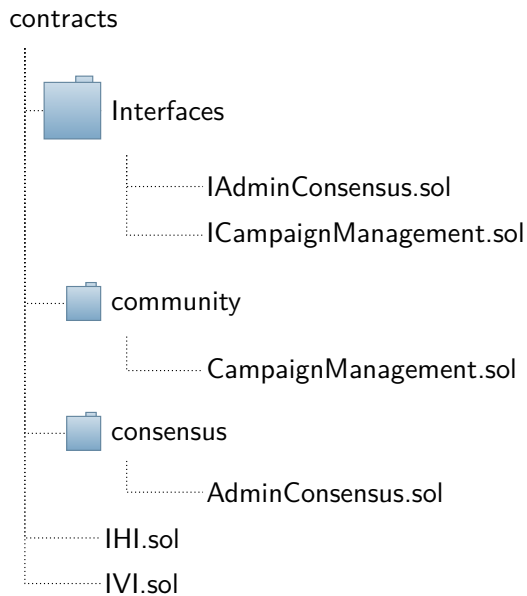 contracts
Interfaces
IAdminConsensus.sol
ICampaignManagement.sol
community
CampaignManagement.sol
consensus
AdminConsensus.sol
IHI.sol
IVI.sol